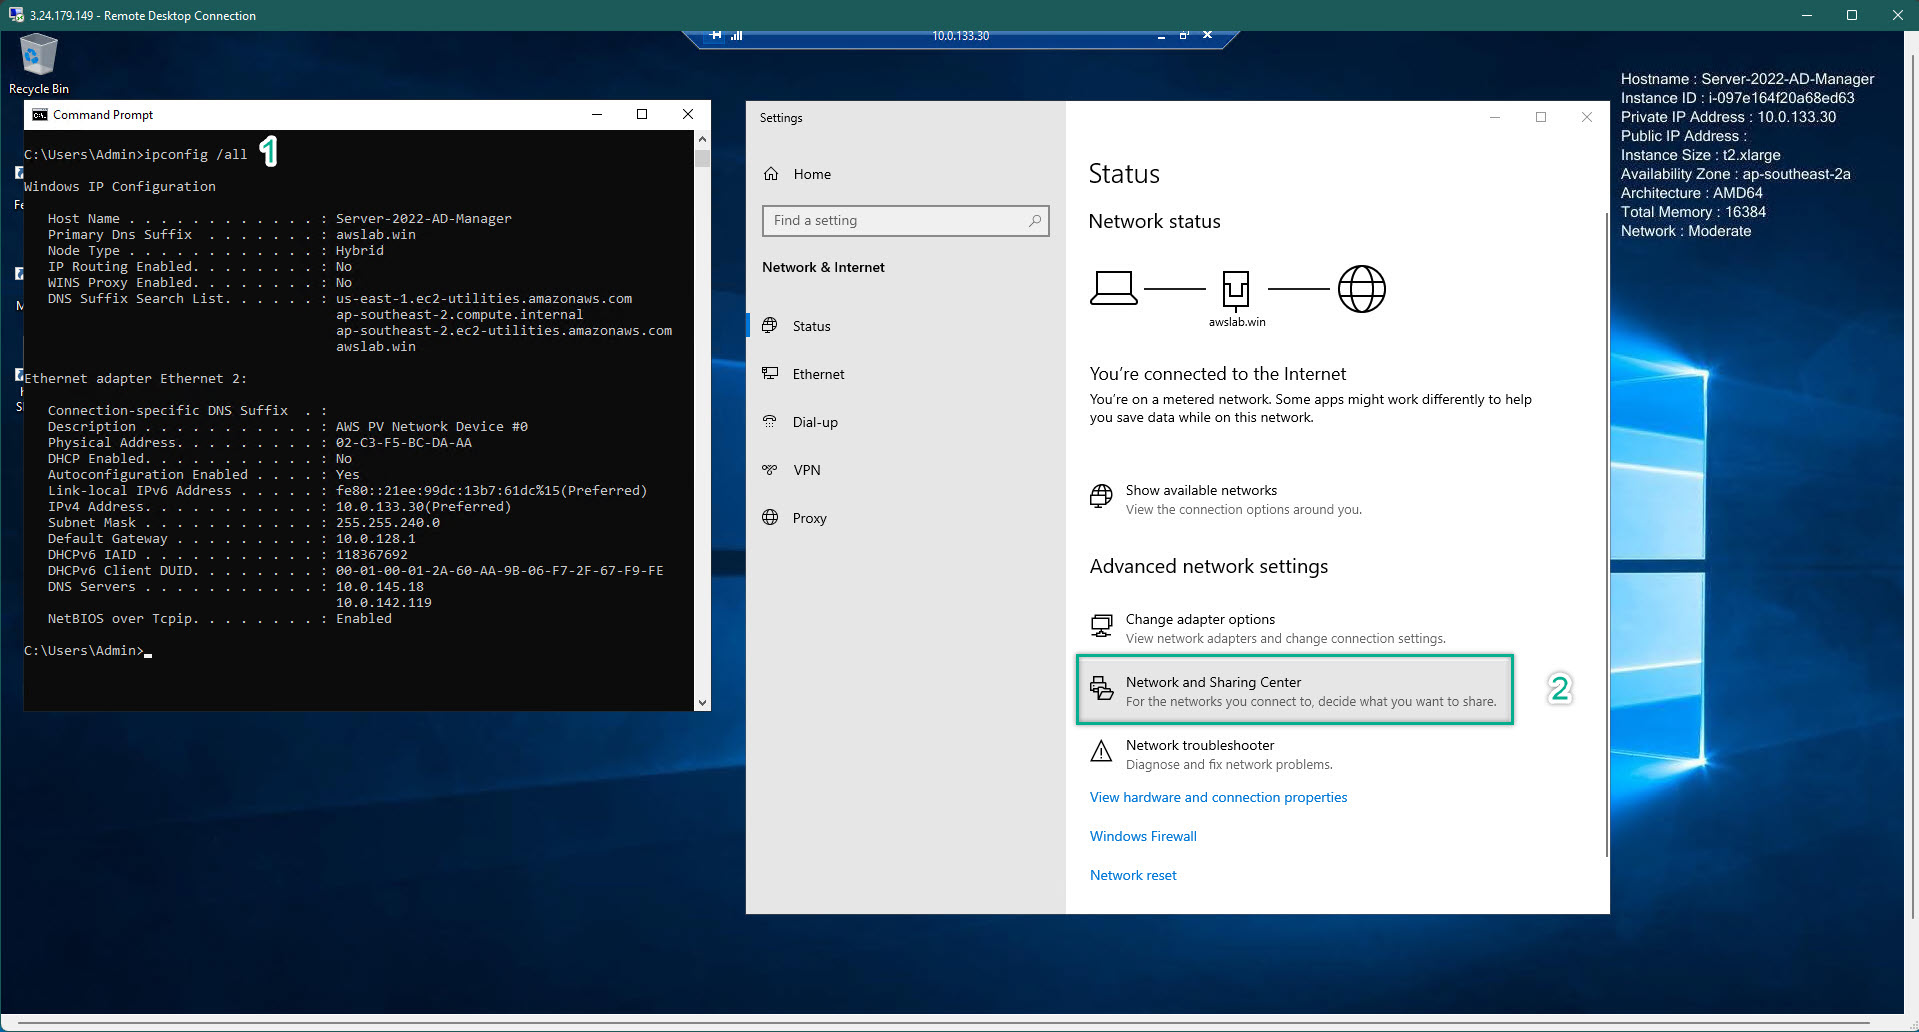 3.24.179.149 - Remote Desktop Connection
10.0.133.30
Recycle Bin
Hostname : Server-2022-AD-Manager
Instance ID : i-097e164f20a68ed63
Private IP Address : 10.0.133.30
Public IP Address :
Instance Size : t2.xlarge
Availability Zone : ap-southeast-2a
Architecture : AMD64
Total Memory : 16384
Network : Moderate
Command Prompt
C:\Users\Admin>ipconfig /all
1
Windows IP Configuration
Host Name . . . . . . . . . . . . : Server-2022-AD-Manager
Primary Dns Suffix  . . . . . . . : awslab.win
Node Type . . . . . . . . . . . . : Hybrid
IP Routing Enabled. . . . . . . . : No
WINS Proxy Enabled. . . . . . . . : No
DNS Suffix Search List. . . . . . : us-east-1.ec2-utilities.amazonaws.com
ap-southeast-2.compute.internal
ap-southeast-2.ec2-utilities.amazonaws.com
awslab.win
Ethernet adapter Ethernet 2:
Connection-specific DNS Suffix  . :
Description . . . . . . . . . . . : AWS PV Network Device #0
Physical Address. . . . . . . . . : 02-C3-F5-BC-DA-AA
DHCP Enabled. . . . . . . . . . . : No
Autoconfiguration Enabled . . . . : Yes
Link-local IPv6 Address . . . . . : fe80::21ee:99dc:13b7:61dc%15(Preferred)
IPv4 Address. . . . . . . . . . . : 10.0.133.30(Preferred)
Subnet Mask . . . . . . . . . . . : 255.255.240.0
Default Gateway . . . . . . . . . : 10.0.128.1
DHCPv6 IAID . . . . . . . . . . . : 118367692
DHCPv6 Client DUID. . . . . . . . : 00-01-00-01-2A-60-AA-9B-06-F7-2F-67-F9-FE
DNS Servers . . . . . . . . . . . : 10.0.145.18
10.0.142.119
NetBIOS over Tcpip. . . . . . . . : Enabled
C:\Users\Admin>
Settings
Home
Find a setting
Network & Internet
Status
Ethernet
Dial-up
VPN
Proxy
Status
Network status
awslab.win
You're connected to the Internet
You're on a metered network. Some apps might work differently to help
you save data while on this network.
Show available networks
View the connection options around you.
Advanced network settings
Change adapter options
View network adapters and change connection settings.
Network and Sharing Center
For the networks you connect to, decide what you want to share.
2
Network troubleshooter
Diagnose and fix network problems.
View hardware and connection properties
Windows Firewall
Network reset